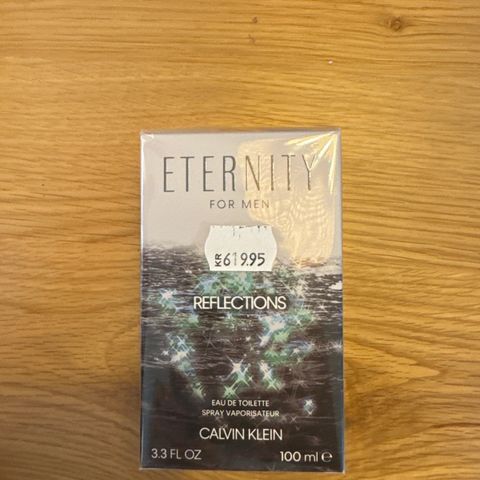 ETERNITY
FOR MEN
KR 619.95
REFLECTIONS
EAU DE TOILETTE
SPRAY VAPORISATEUR
CALVIN KLEIN
3.3 FL OZ 100 ml ℮